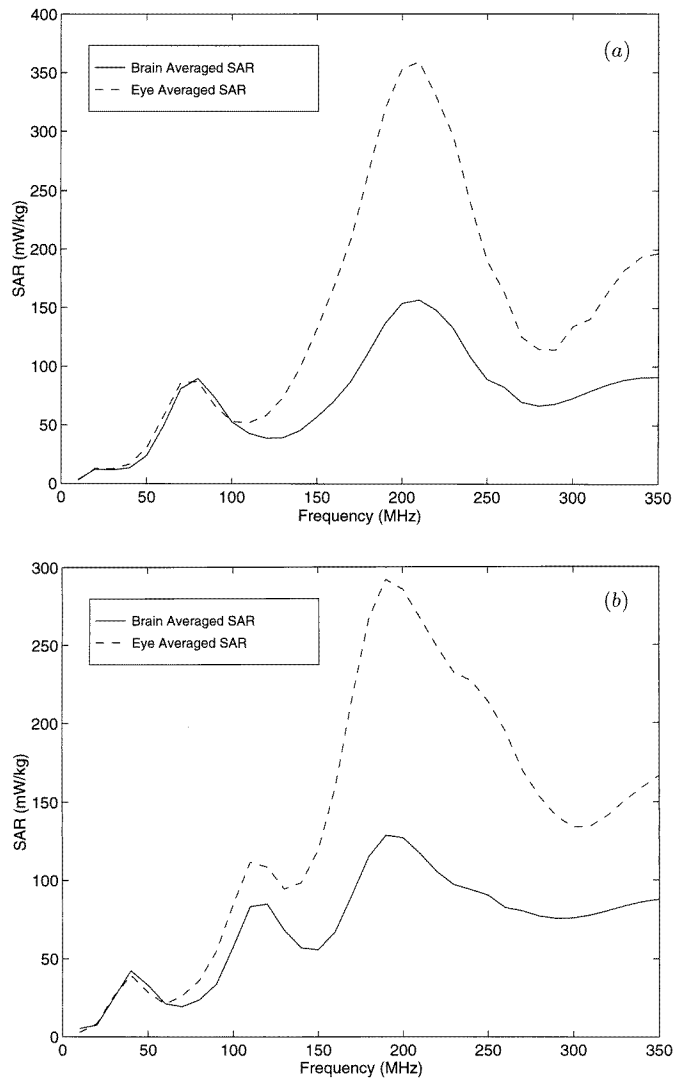 400
(a)
Brain Averaged SAR
Eye Averaged SAR
350
300
250
200
150
100
50
0
SAR (mW/kg)
0 50 100 150 200 250 300 350
Frequency (MHz)
300
(b)
Brain Averaged SAR
Eye Averaged SAR
250
200
150
100
50
0
SAR (mW/kg)
0 50 100 150 200 250 300 350
Frequency (MHz)